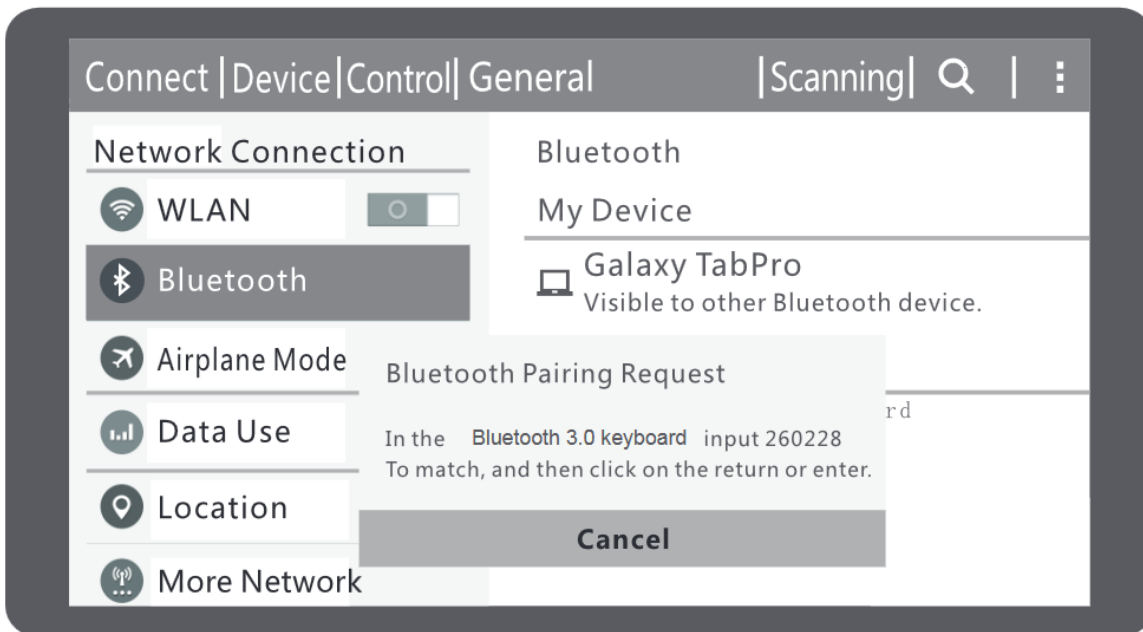 Connect | Device | Control | General | Scanning |
Network Connection
WLAN
Bluetooth
Airplane Mode
Data Use
Location
More Network
Bluetooth
My Device
Galaxy TabPro
Visible to other Bluetooth device.
rd
Bluetooth Pairing Request
In the Bluetooth 3.0 keyboard input 260228
To match, and then click on the return or enter.
Cancel